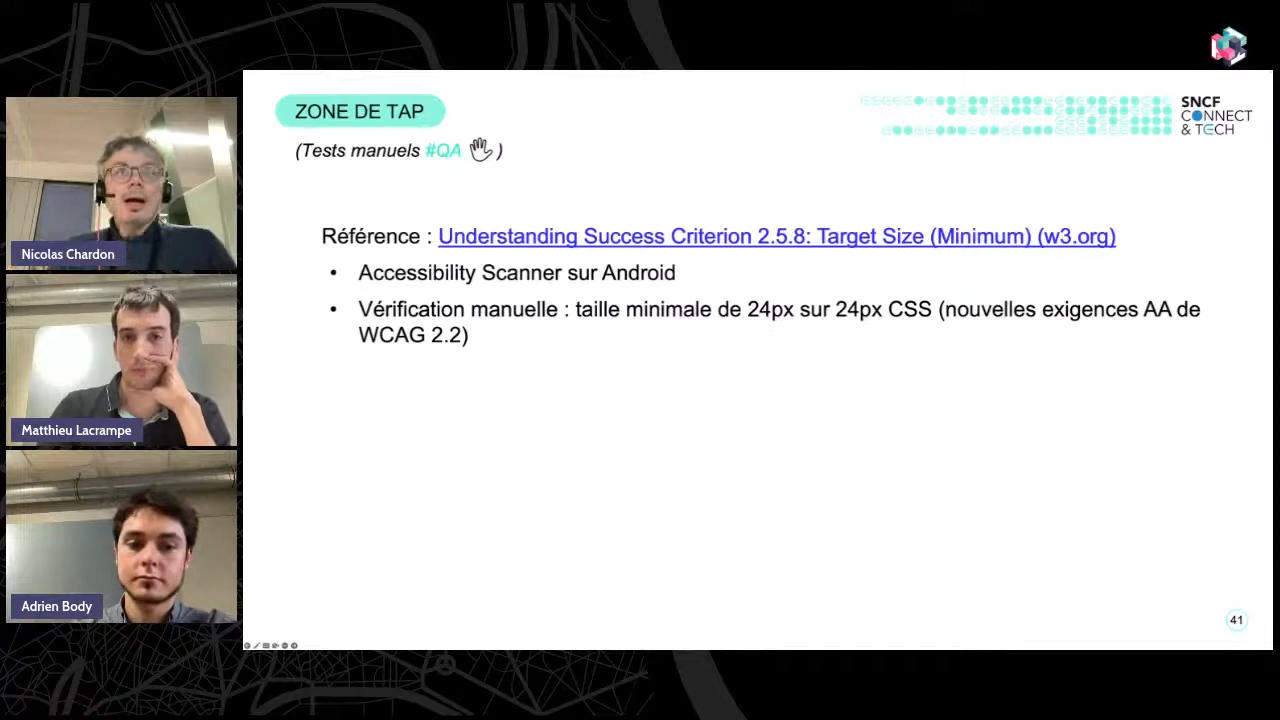 ZONE DE TAP
(Tests manuels #QA )
SNCF
CONNECT
& TECH
Référence : Understanding Success Criterion 2.5.8: Target Size (Minimum) (w3.org)
• Accessibility Scanner sur Android
• Vérification manuelle : taille minimale de 24px sur 24px CSS (nouvelles exigences AA de
WCAG 2.2)
Nicolas Chardon
Matthieu Lacrampe
Adrien Body
41